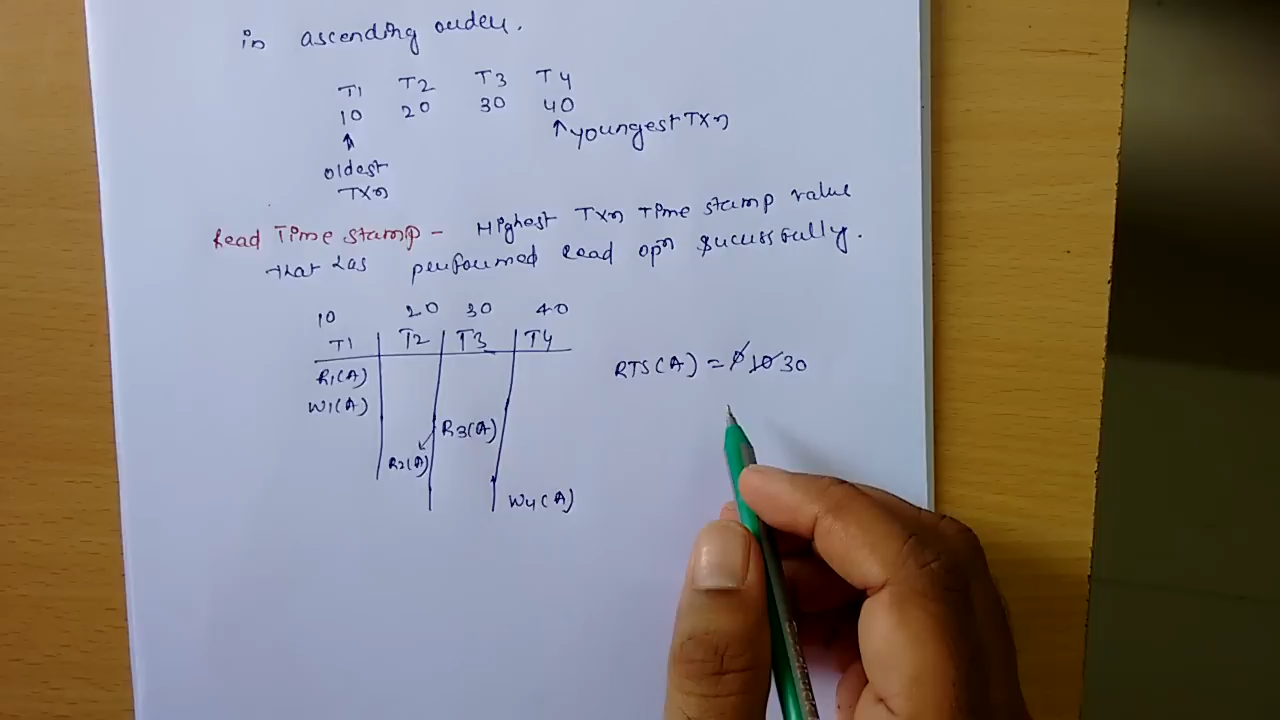 in ascending order.
T1 T2 T3 T4
10 20 30 40
↑ ↑ youngest TXn
oldest
TXn
Read Time stamp - Highest TXn Time stamp value
that has performed read opn sucussfully.
10 20 30 40
T1 T2 T3 T4
R1(A) RTS(A) = 0 10 30
W1(A)
R3(A)
R2(A)
W4(A)